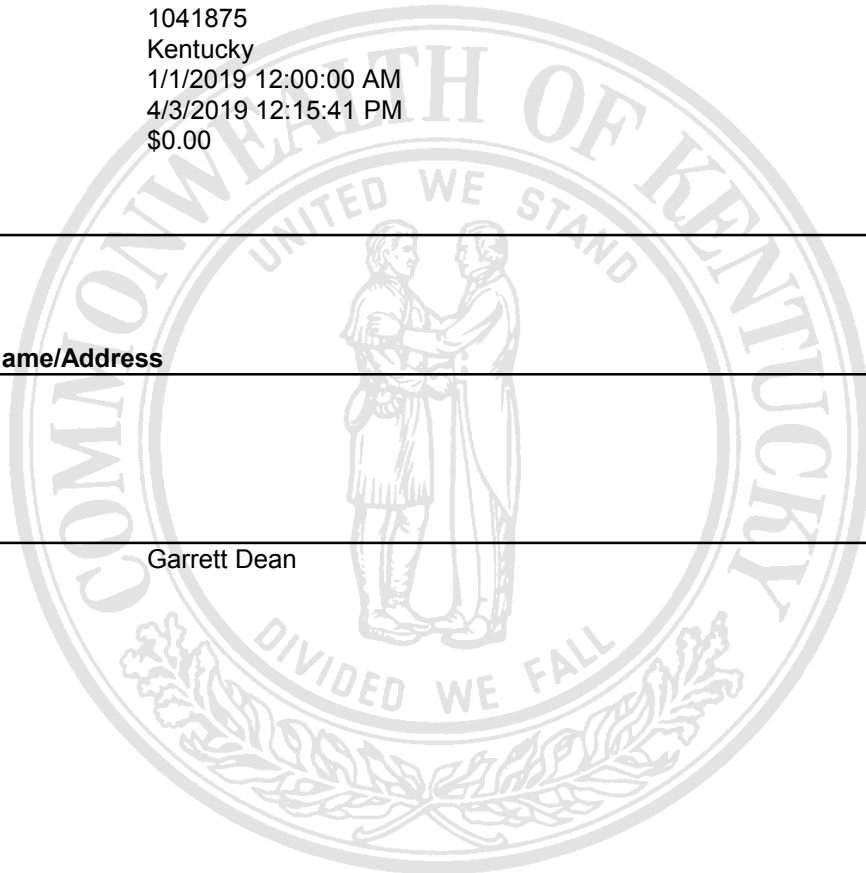 1041875
Kentucky
1/1/2019 12:00:00 AM
4/3/2019 12:15:41 PM
$0.00
COMMONWEALTH OF KENTUCKY
UNITED WE STAND
ame/Address
Garrett Dean
DIVIDED WE FALL